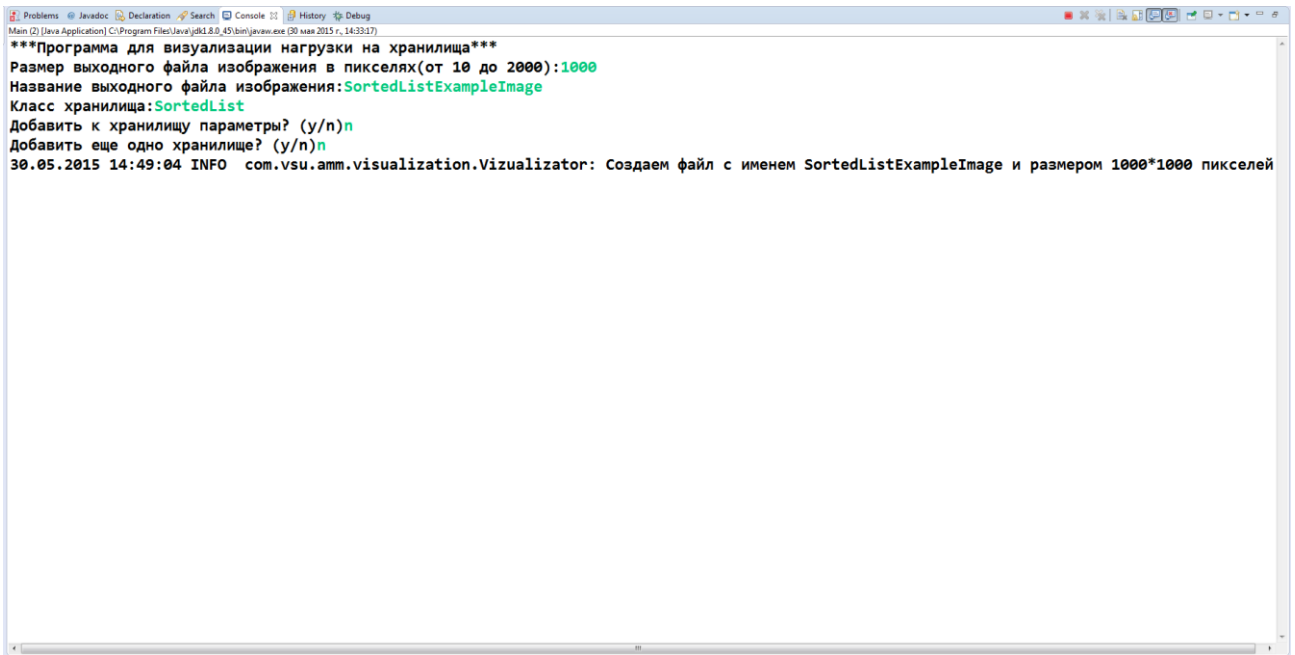 Problems @ Javadoc Declaration Search Console History Debug
Main (2) [Java Application] C:\Program Files\Java\jdk1.8.0_45\bin\javaw.exe (30 мая 2015 г., 14:33:17)
***Программа для визуализации нагрузки на хранилища***
Размер выходного файла изображения в пикселях(от 10 до 2000):1000
Название выходного файла изображения:SortedListExampleImage
Класс хранилища:SortedList
Добавить к хранилищу параметры? (y/n)n
Добавить еще одно хранилище? (y/n)n
30.05.2015 14:49:04 INFO  com.vsu.amm.visualization.Vizualizator: Создаем файл с именем SortedListExampleImage и размером 1000*1000 пикселей